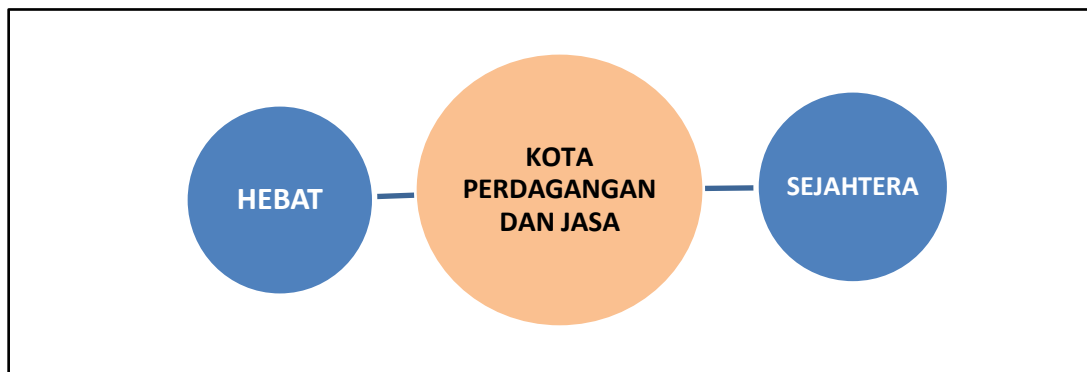 HEBAT
KOTA
PERDAGANGAN
DAN JASA
SEJAHTERA